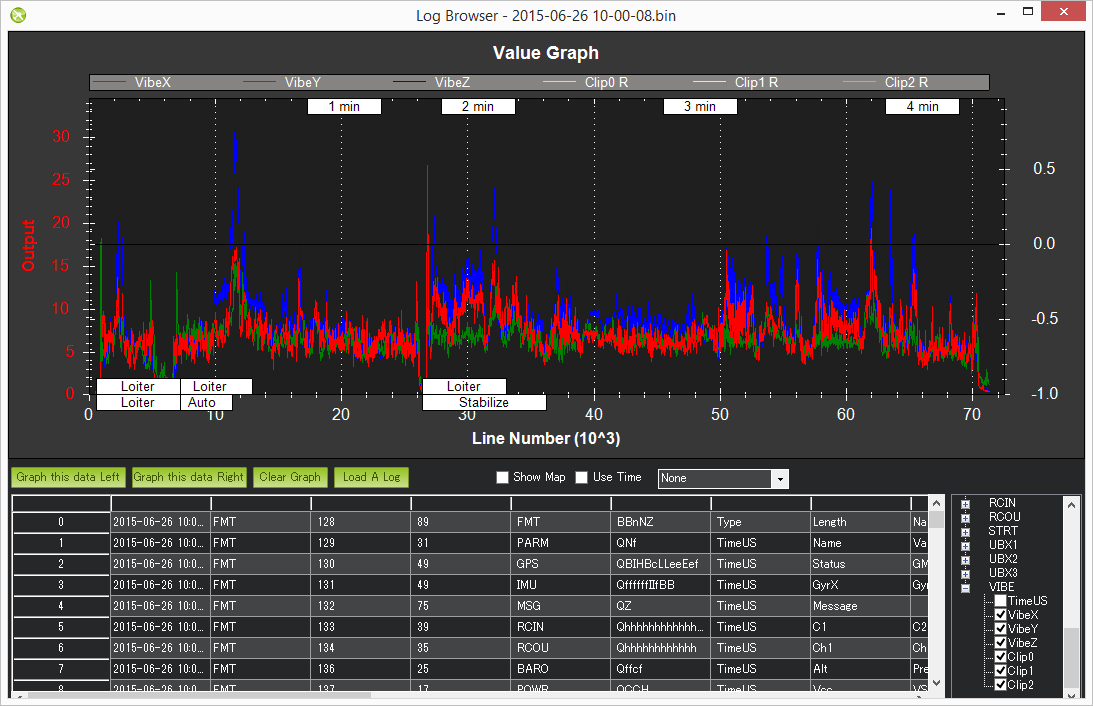 Log Browser - 2015-06-26 10-00-08.bin
Value Graph
VibeX VibeY VibeZ Clip0 R Clip1 R Clip2 R
1 min 2 min 3 min 4 min
30
25
20
15
10
5
0
Output
0.5
0.0
-0.5
-1.0
Loiter Loiter Loiter
Loiter Auto Stabilize
0 10 20 30 40 50 60 70
Line Number (10^3)
Graph this data Left Graph this data Right Clear Graph Load A Log Show Map Use Time None
0 2015-06-26 10:0... FMT 128 89 FMT BBnNZ Type Length Na
1 2015-06-26 10:0... FMT 129 31 PARM QNf TimeUS Name Va
2 2015-06-26 10:0... FMT 130 49 GPS QBIHBcLLeeEef TimeUS Status GM
3 2015-06-26 10:0... FMT 131 49 IMU QffffffIIfBB TimeUS GyrX Gyr
4 2015-06-26 10:0... FMT 132 75 MSG QZ TimeUS Message
5 2015-06-26 10:0... FMT 133 39 RCIN Qhhhhhhhhhhhh... TimeUS C1 C2
6 2015-06-26 10:0... FMT 134 35 RCOU Qhhhhhhhhhhhh TimeUS Ch1 Ch
7 2015-06-26 10:0... FMT 136 25 BARO Qffcf TimeUS Alt Pre
8 2015-06-26 10:0... FMT 137 17 POWR QCCH TimeUS Vcc VS
RCIN
RCOU
STRT
UBX1
UBX2
UBX3
VIBE
TimeUS
VibeX
VibeY
VibeZ
Clip0
Clip1
Clip2